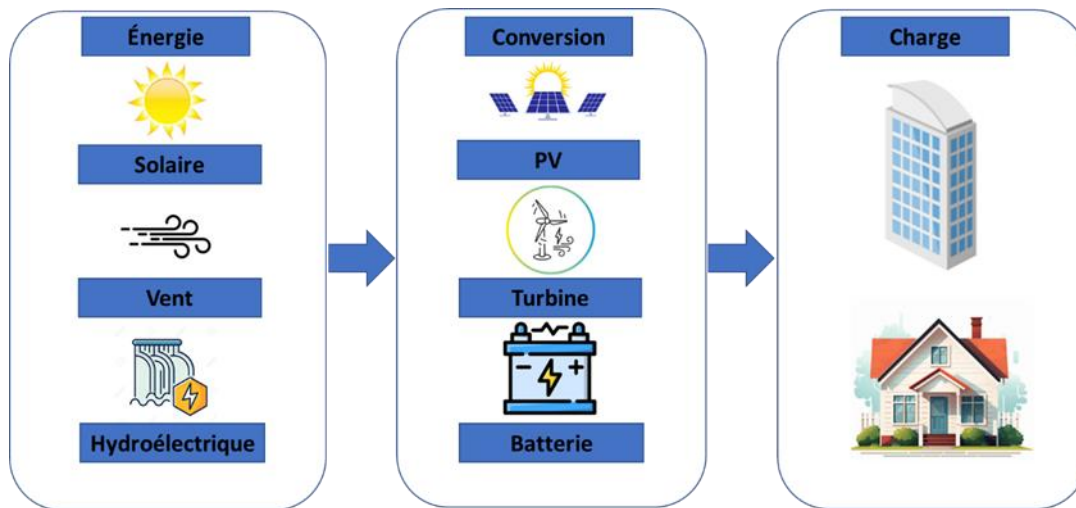 Énergie
Solaire
Vent
Hydroélectrique
Conversion
PV
Turbine
Batterie
Charge